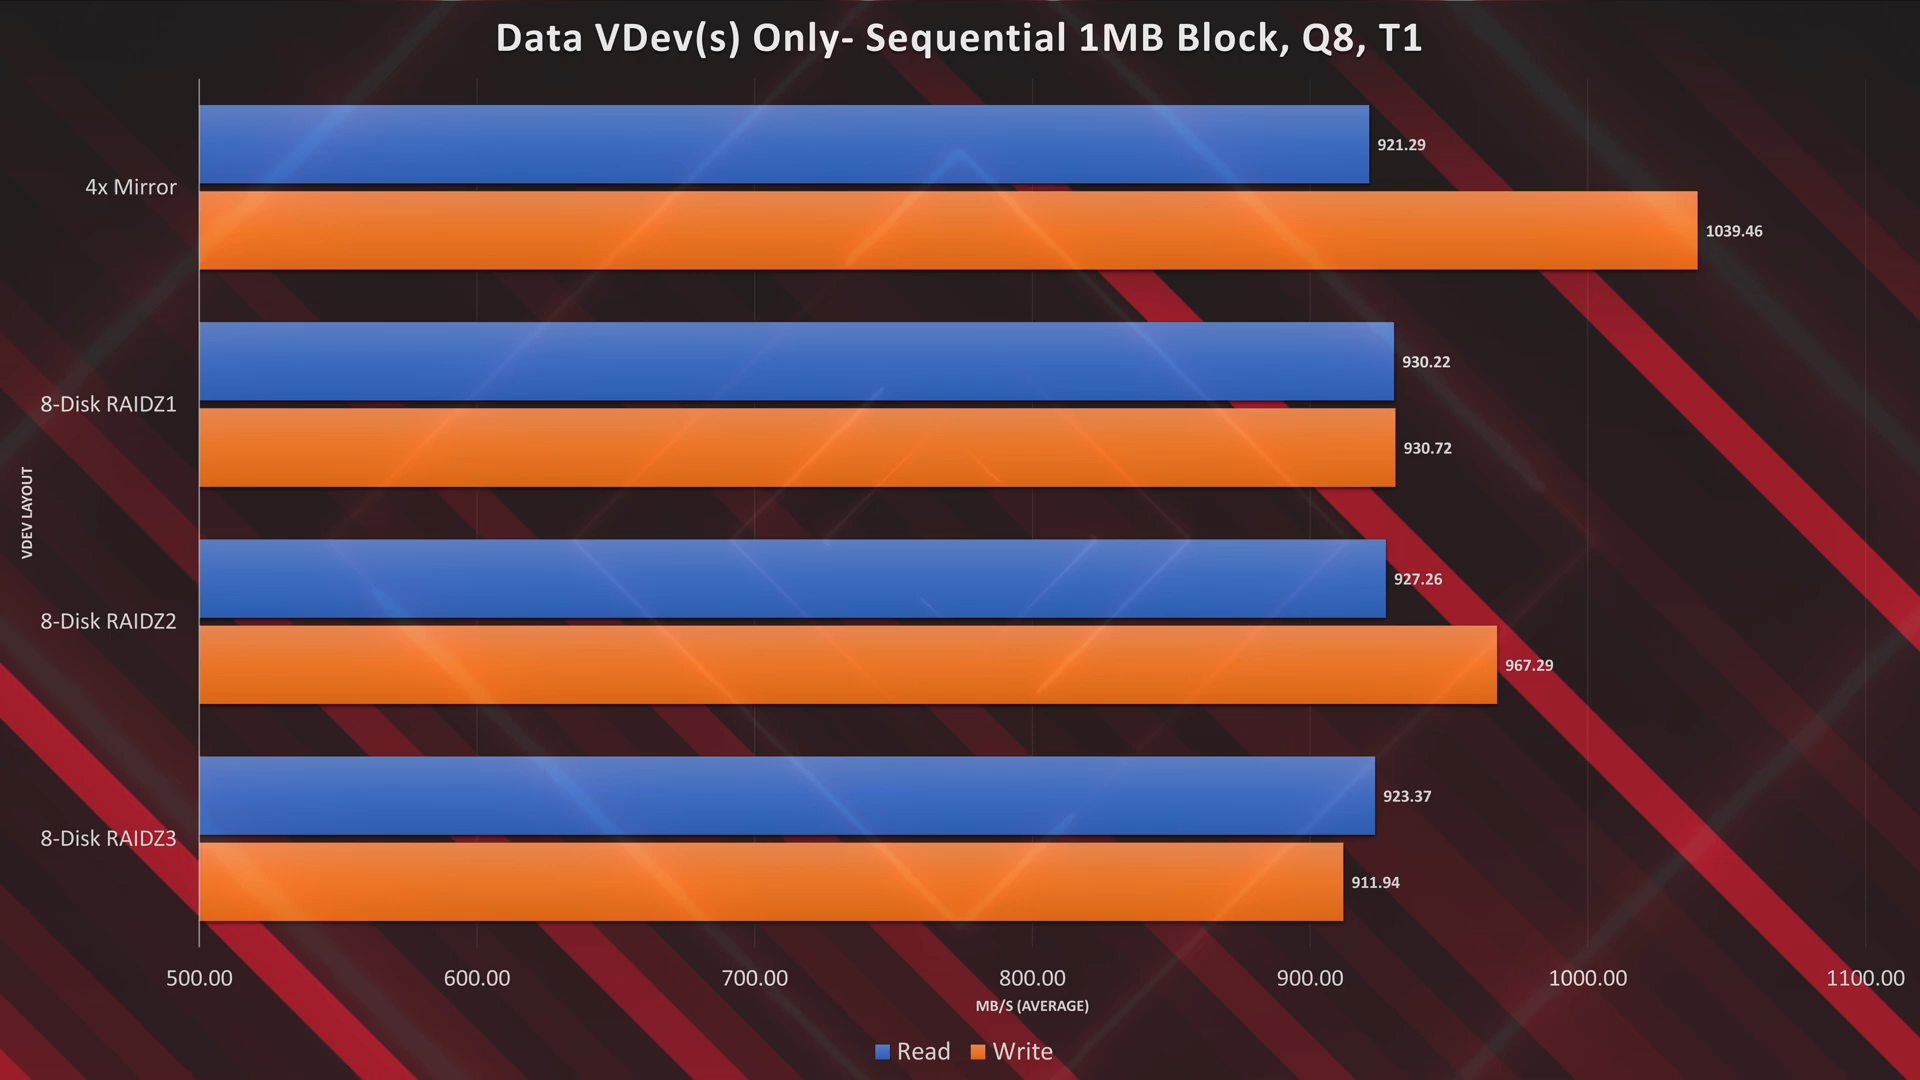 Data VDev(s) Only- Sequential 1MB Block, Q8, T1
921.29
4x Mirror
1039.46
930.22
8-Disk RAIDZ1
930.72
VDEV LAYOUT
927.26
8-Disk RAIDZ2
967.29
923.37
8-Disk RAIDZ3
911.94
500.00 600.00 700.00 800.00 900.00 1000.00 1100.00
MB/S (AVERAGE)
Read Write